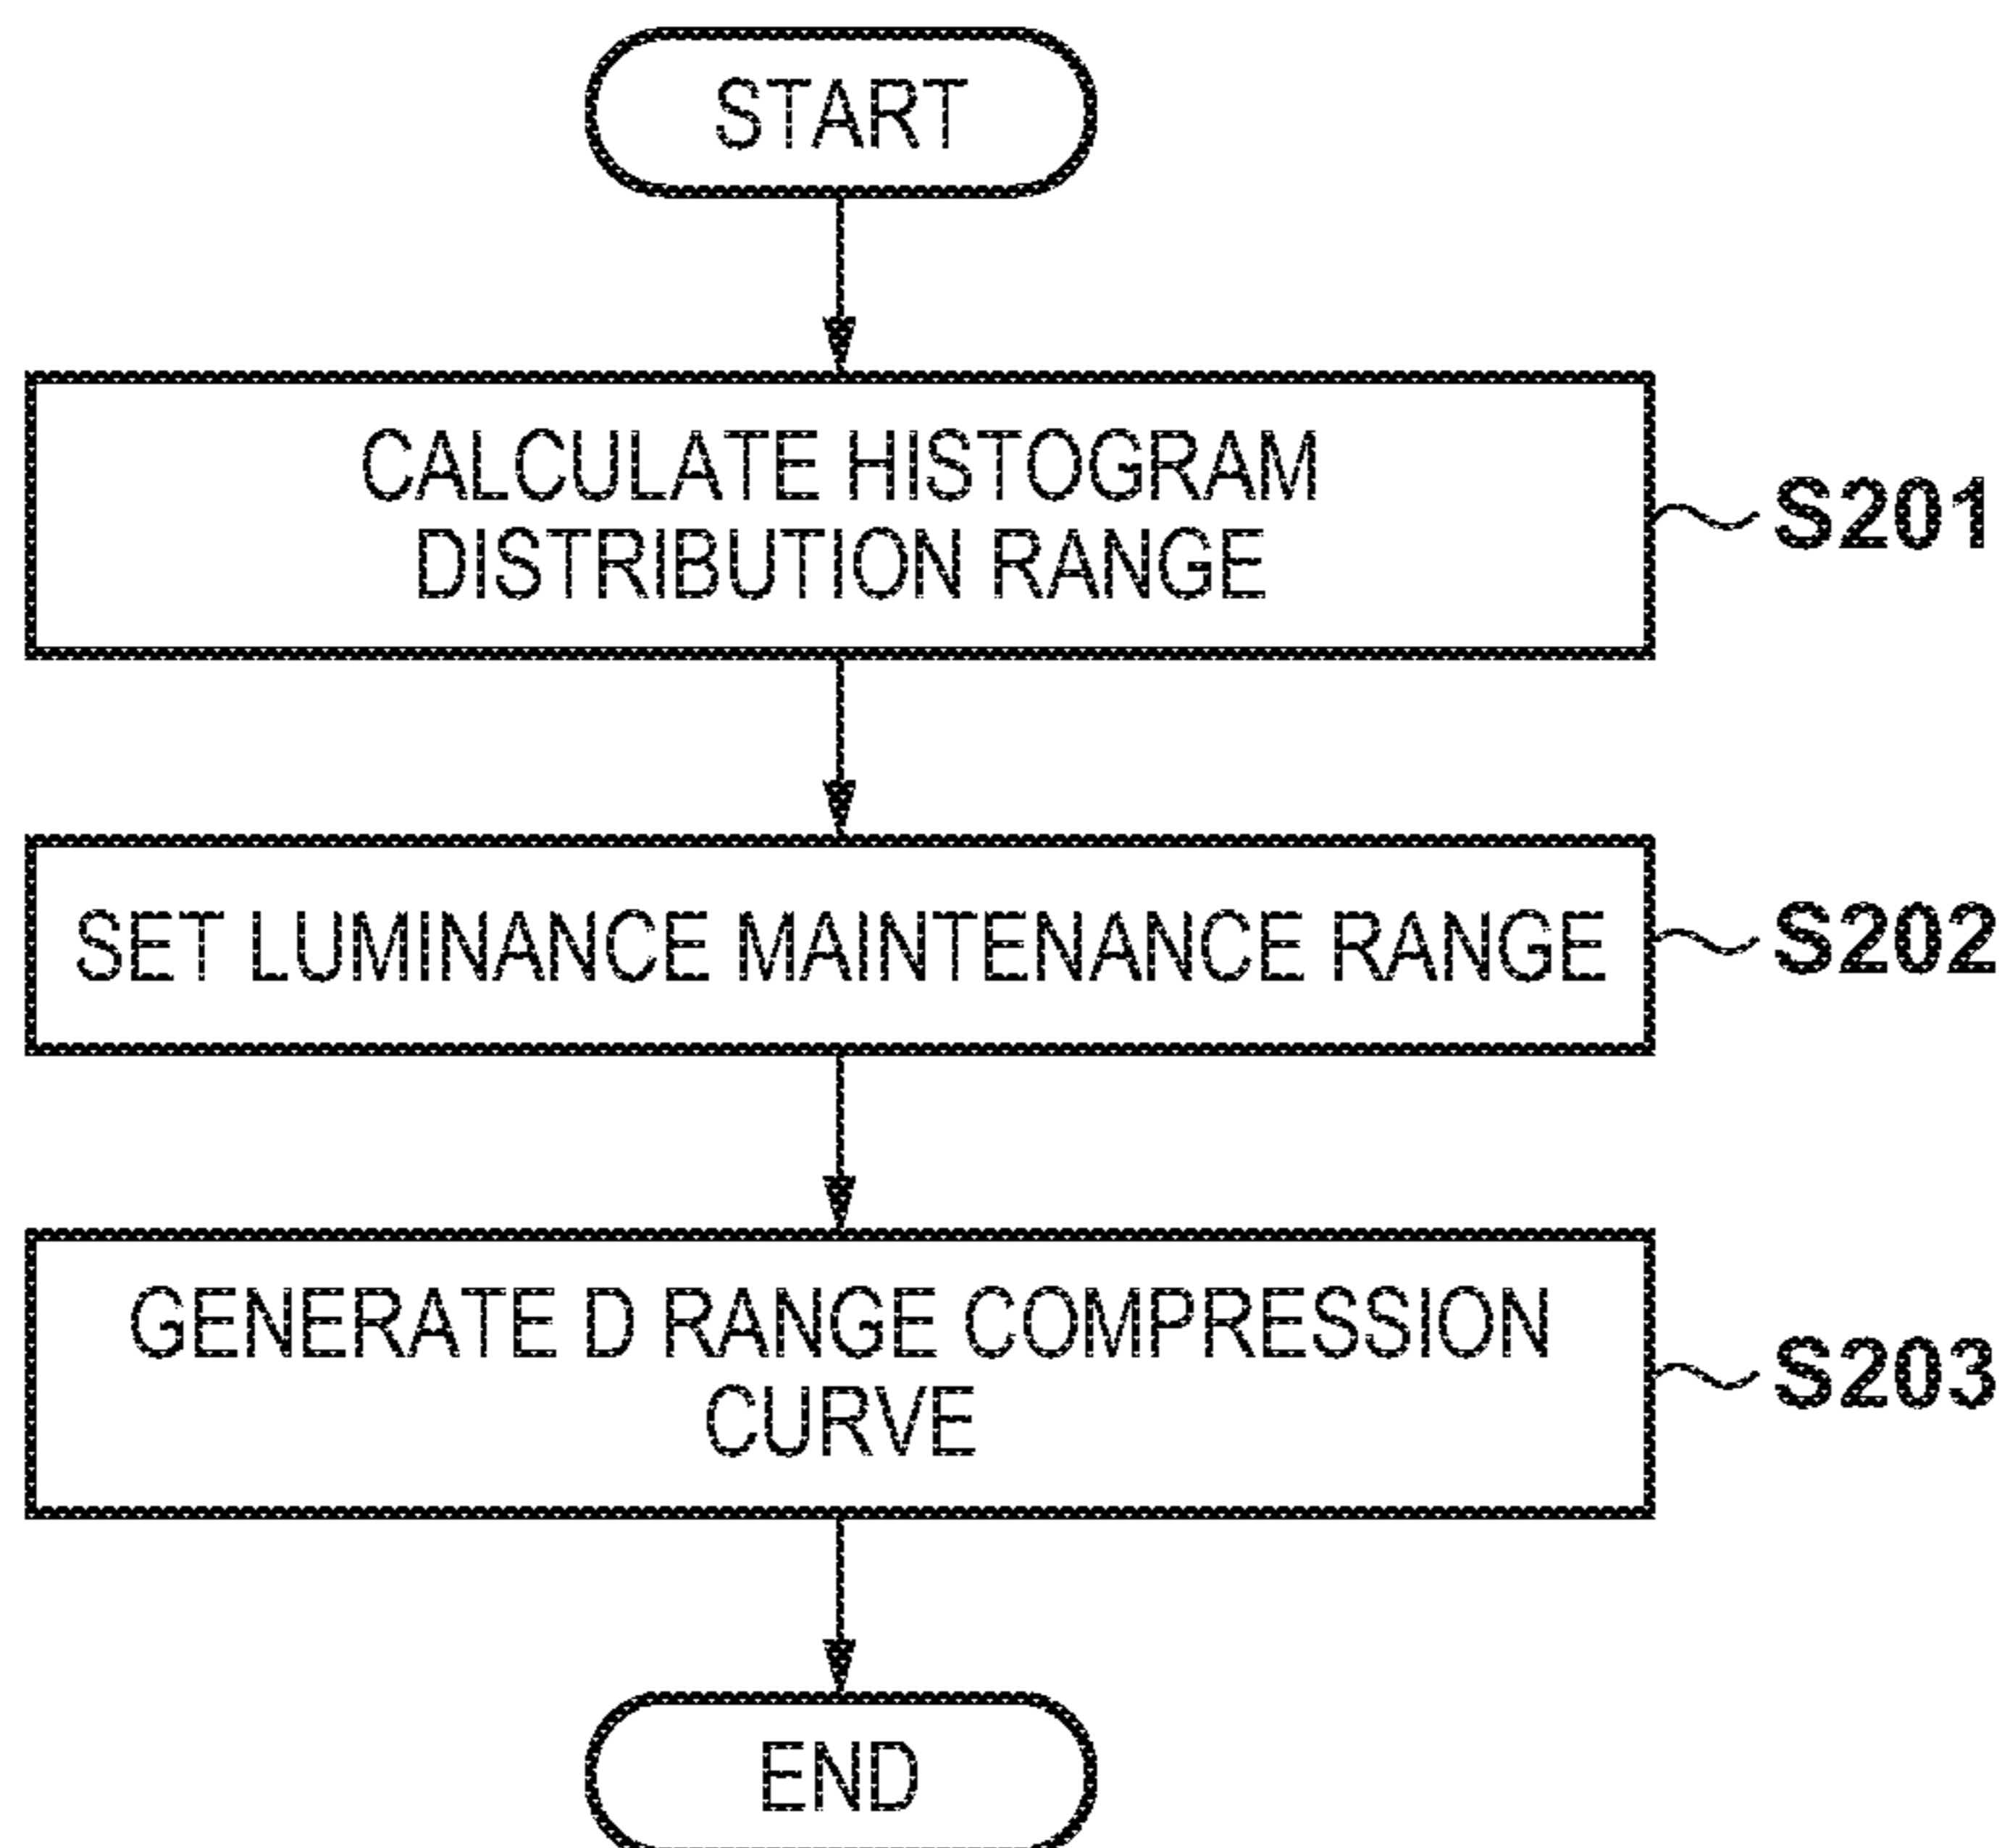 START
CALCULATE HISTOGRAM
DISTRIBUTION RANGE
S201
SET LUMINANCE MAINTENANCE RANGE
S202
GENERATE D RANGE COMPRESSION
CURVE
S203
END